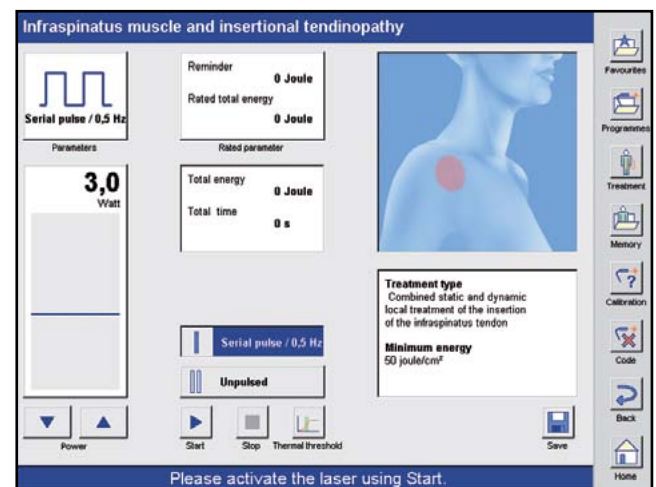 Infraspinatus muscle and insertional tendinopathy
Serial pulse / 0,5 Hz
Parameters
Reminder
0 Joule
Rated total energy
0 Joule
Rated parameter
3,0
Watt
Total energy
0 Joule
Total time
0 s
Serial pulse / 0,5 Hz
Unpulsed
Treatment type
Combined static and dynamic
local treatment of the insertion
of the infraspinatus tendon
Minimum energy
50 joule/cm²
Power
Start
Stop
Thermal threshold
Save
Please activate the laser using Start.
Favourites
Programmes
Treatment
Memory
?
Calibration
Code
Back
Home